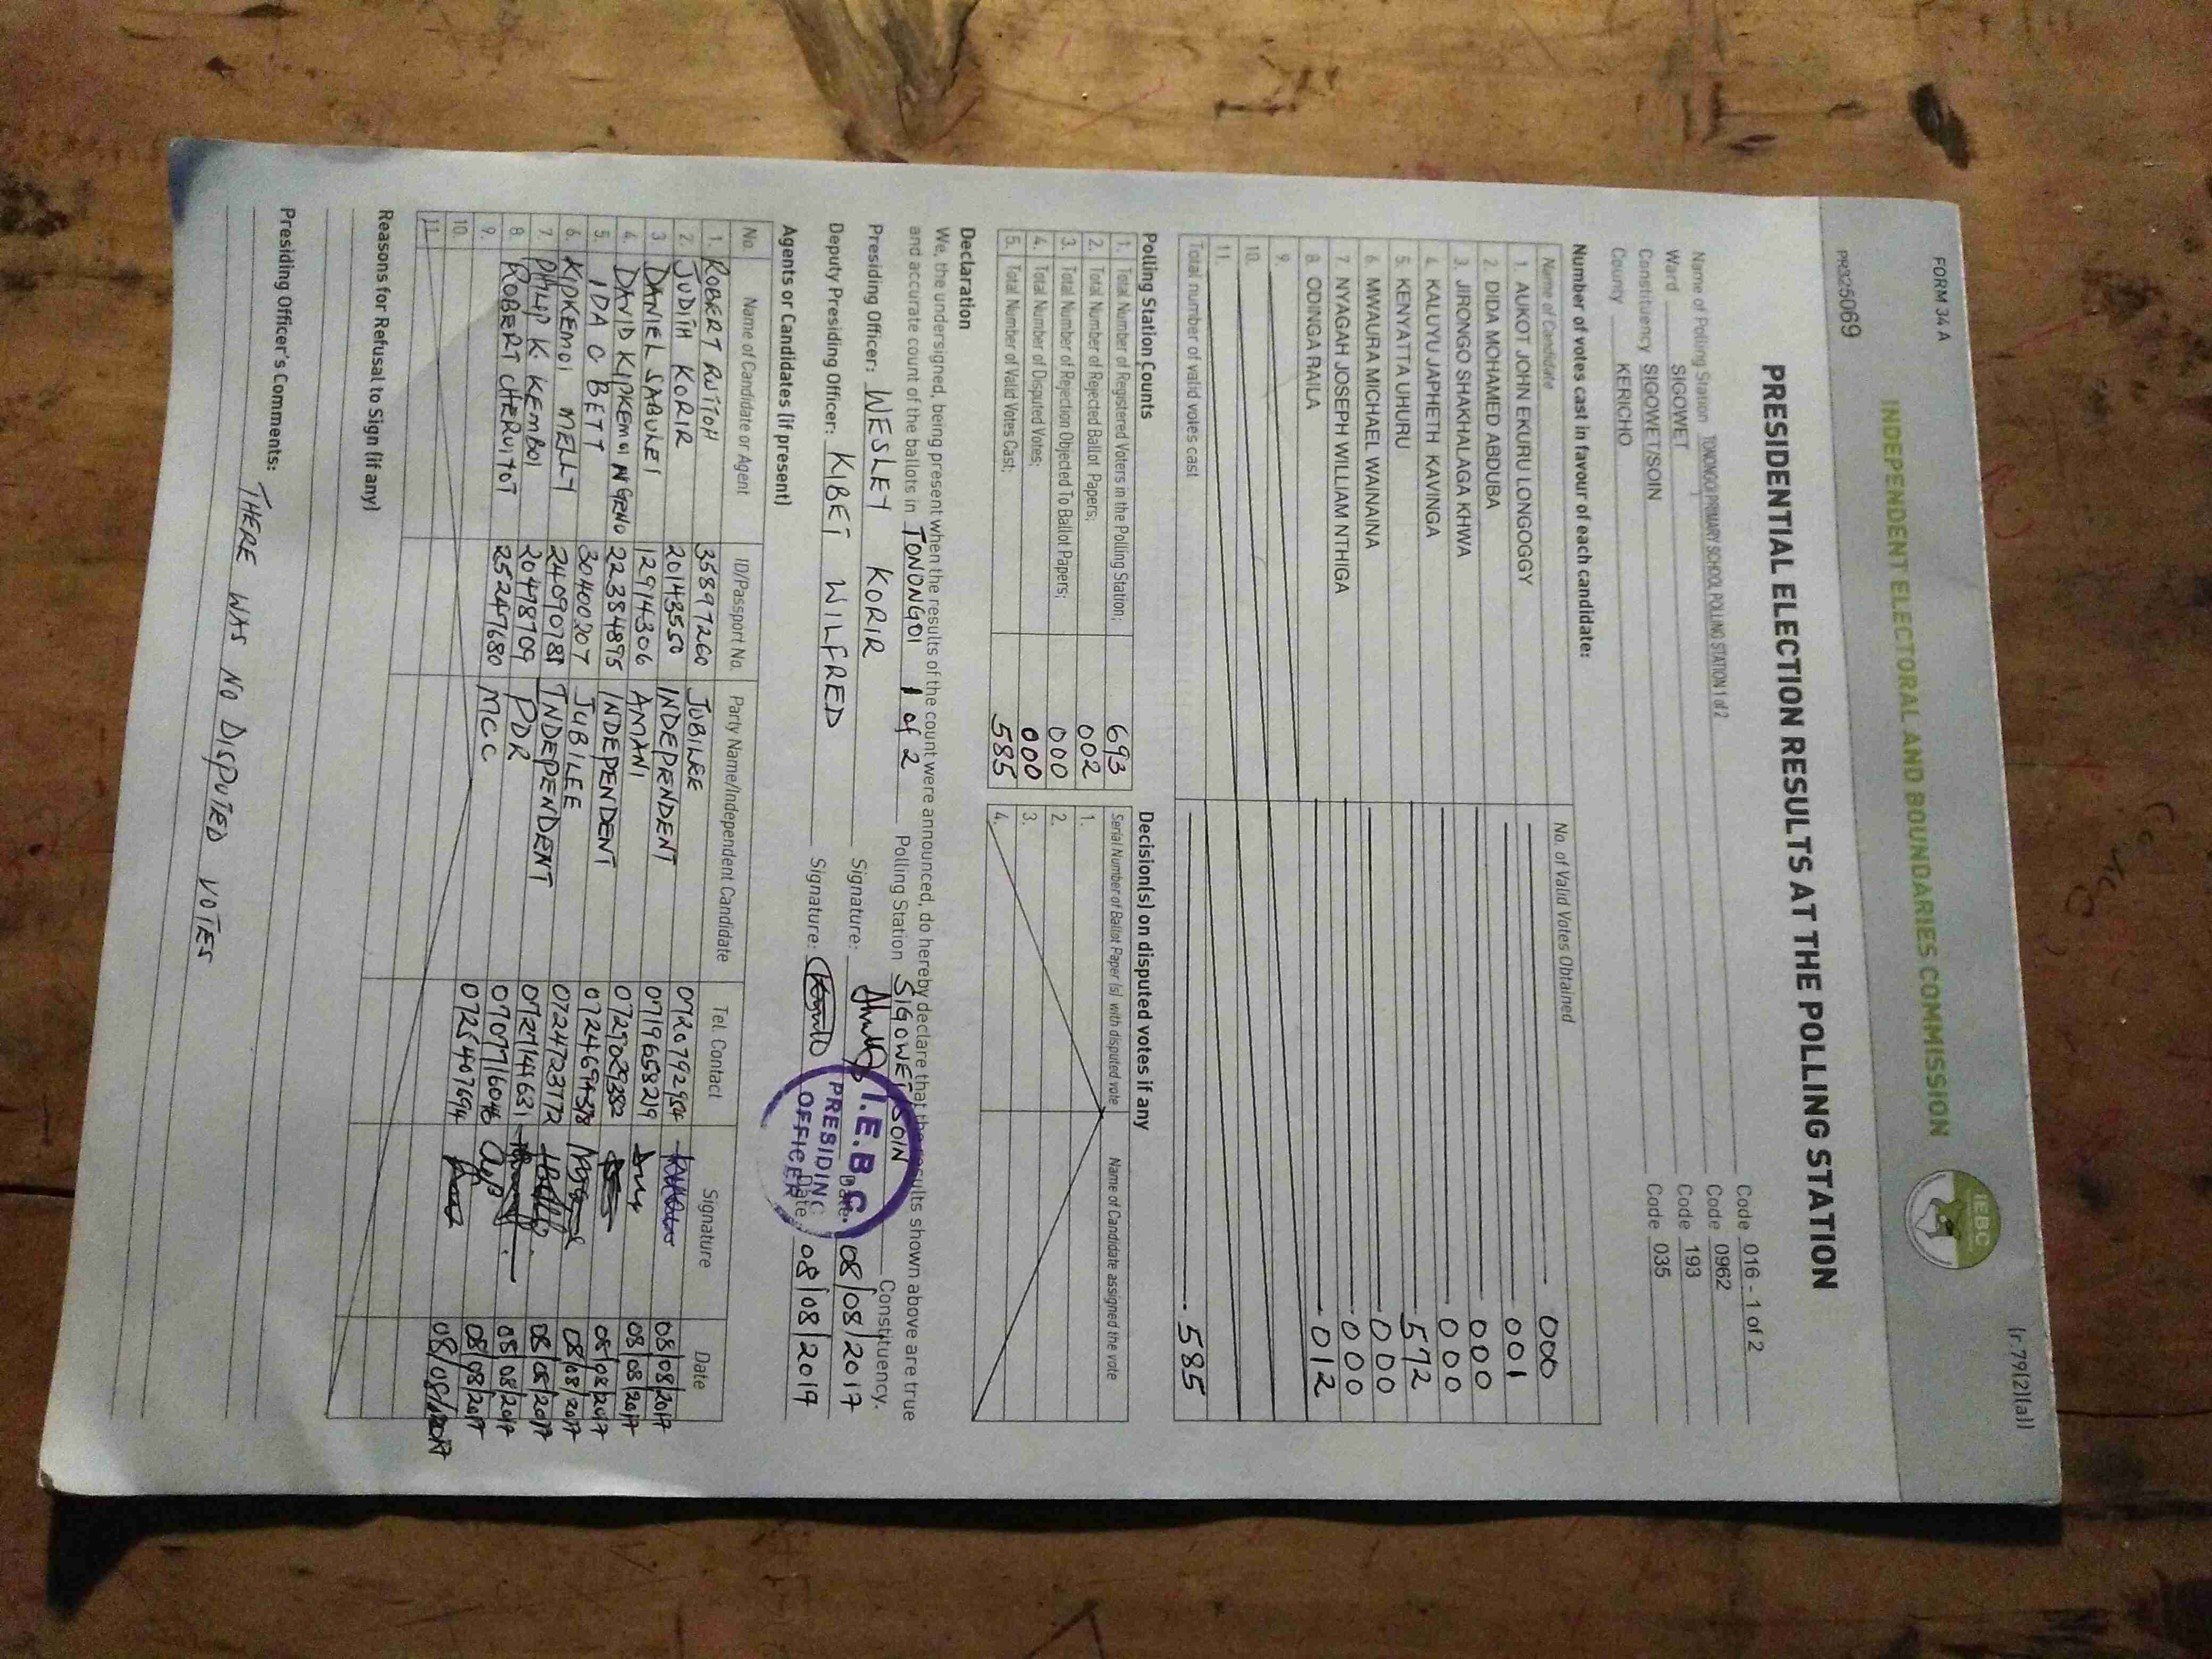 FORM 34 A
(r.79(2)(a))
INDEPENDENT ELECTORAL AND BOUNDARIES COMMISSION
IEBC
PR325069
PRESIDENTIAL ELECTION RESULTS AT THE POLLING STATION
Name of Polling Station TONONGOI PRIMARY SCHOOL POLLING STATION 1 of 2 Code 016 - 1 of 2
Ward SIGOWET Code 0962
Constituency SIGOWET/SOIN Code 193
County KERICHO Code 035
Number of votes cast in favour of each candidate:
Name of Candidate No. of Valid Votes Obtained
1. AUKOT JOHN EKURU LONGOGGY 000
2. DIDA MOHAMED ABDUBA 001
3. JIRONGO SHAKHALAGA KHWA 000
4. KALUYU JAPHETH KAVINGA 000
5. KENYATTA UHURU 572
6. MWAURA MICHAEL WAINAINA 000
7. NYAGAH JOSEPH WILLIAM NTHIGA 000
8. ODINGA RAILA 012
9.
10.
11.
Total number of valid votes cast 585
Polling Station Counts
1. Total Number of Registered Voters in the Polling Station; 693
2. Total Number of Rejected Ballot Papers; 002
3. Total Number of Rejection Objected To Ballot Papers; 000
4. Total Number of Disputed Votes; 000
5. Total Number of Valid Votes Cast; 585
Decision(s) on disputed votes if any
Serial Number of Ballot Paper (s) with disputed vote Name of Candidate assigned the vote
1.
2.
3.
4.
Declaration
We, the undersigned, being present when the results of the count were announced, do hereby declare that the results shown above are true
and accurate count of the ballots in TONONGOI 1 of 2 Polling Station SIGOWET SOIN Constituency.
Presiding Officer: WESLEY KORIR Signature: Date: 08/08/2017
Deputy Presiding Officer: KIBET WILFRED Signature: Date: 08/08/2017
I.E.B.C.
PRESIDING
OFFICER
Agents or Candidates (if present)
No. Name of Candidate or Agent ID/Passport No. Party Name/Independent Candidate Tel. Contact Signature Date
1. ROBERT RUTTOH 35897260 JUBILEE 0720792984 08/08/2017
2. JUDITH KORIR 20143550 INDEPENDENT 0719658219 08/08/2017
3. DANIEL SABULEI 12914306 AMANI 0729029382 08/08/2017
4. DAVID KIPKEMOI NGENO 22384895 INDEPENDENT 0724694378 08/08/2017
5. IDA C BETT 30400207 JUBILEE 0724723172 08/08/2017
6. KIPKEMOI MELLY 24090781 INDEPENDENT 0727144631 08/08/2017
7. PHILIP K. KEMBOI 20498709 PDR 0707716046 08/08/2017
8. ROBERT CHERUIYOT 25247680 MCC 0725407694 08/08/2017
9.
10.
11.
Reasons for Refusal to Sign (if any)
Presiding Officer's Comments: THERE WAS NO DISPUTED VOTES